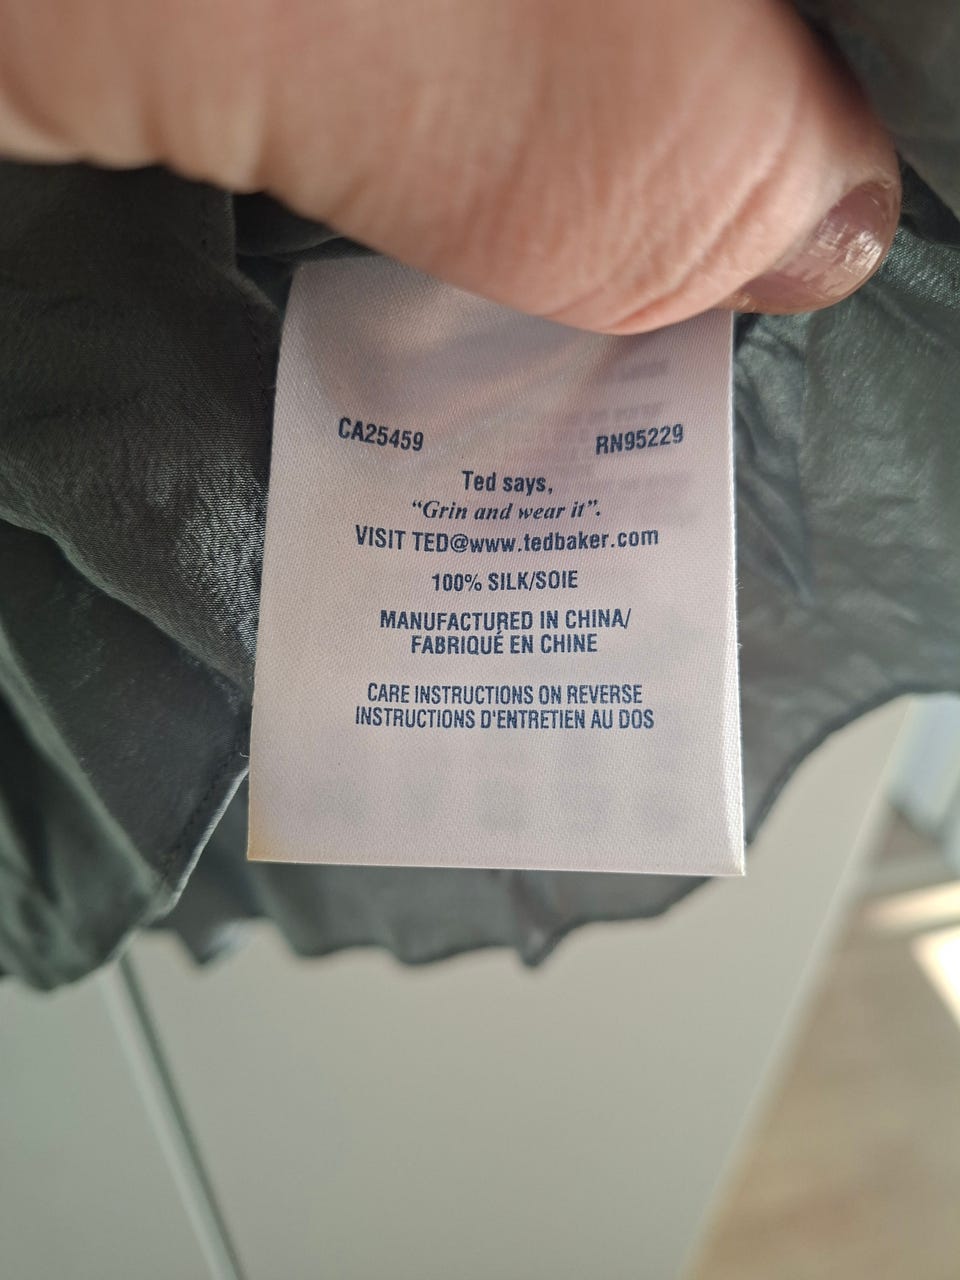 CA25459 RN95229
Ted says,
“Grin and wear it”.
VISIT TED@www.tedbaker.com
100% SILK/SOIE
MANUFACTURED IN CHINA/
FABRIQUÉ EN CHINE
CARE INSTRUCTIONS ON REVERSE
INSTRUCTIONS D'ENTRETIEN AU DOS